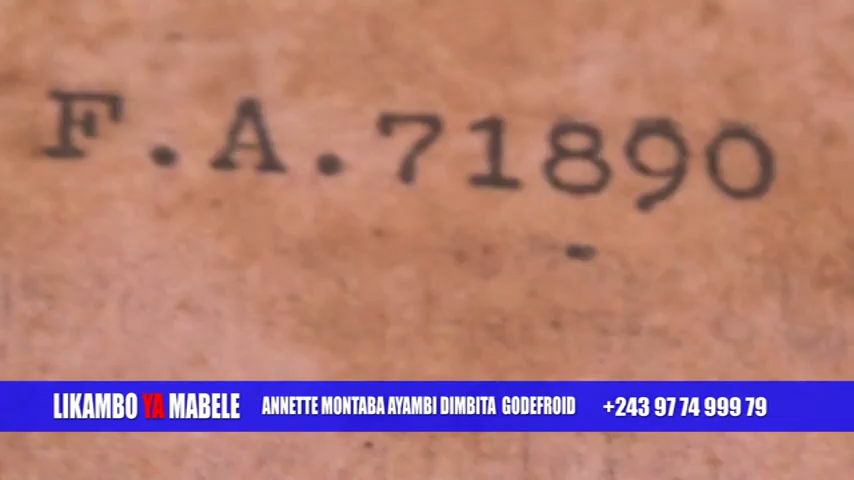 F.A.71890
LIKAMBO YA MABELE ANNETTE MONTABA AYAMBI DIMBITA GODEFROID +243 97 74 999 79